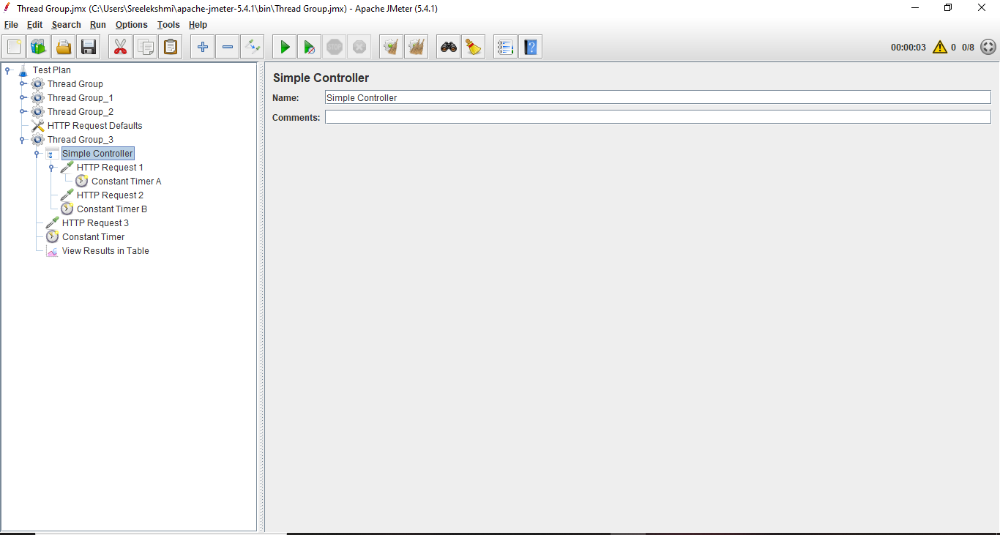 Thread Group.jmx (C:\Users\Sreelekshmi\apache-jmeter-5.4.1\bin\Thread Group.jmx) - Apache JMeter (5.4.1)
File Edit Search Run Options Tools Help
STOP
?
00:00:03 0 0/8
Test Plan
Thread Group
Thread Group_1
Thread Group_2
HTTP Request Defaults
Thread Group_3
Simple Controller
HTTP Request 1
Constant Timer A
HTTP Request 2
Constant Timer B
HTTP Request 3
Constant Timer
View Results in Table
Simple Controller
Name: Simple Controller
Comments: